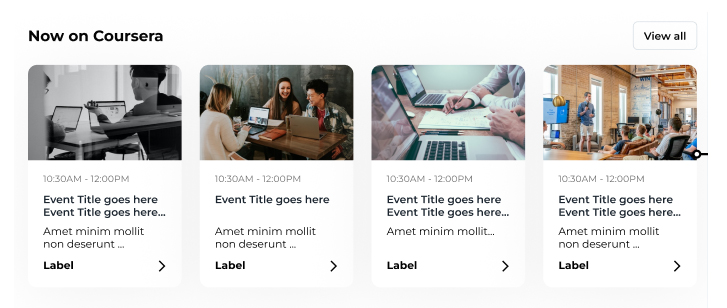 Now on Coursera
View all
10:30AM - 12:00PM
Event Title goes here
Event Title goes here...
Amet minim mollit
non deserunt ...
Label
10:30AM - 12:00PM
Event Title goes here
Amet minim mollit
non deserunt ...
Label
10:30AM - 12:00PM
Event Title goes here
Event Title goes here...
Amet minim mollit...
Label
10:30AM - 12:00PM
Event Title goes here
Event Title goes here...
Amet minim mollit
non deserunt ...
Label